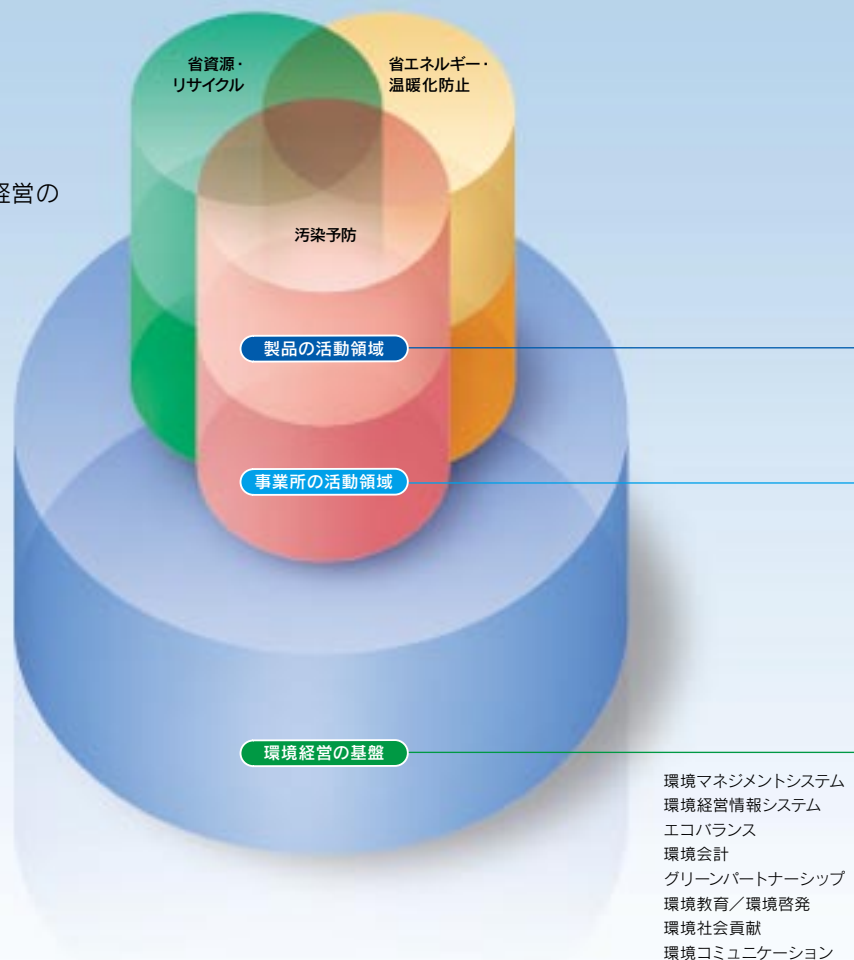 省資源・
リサイクル
省エネルギー・
温暖化防止
経営の
汚染予防
製品の活動領域
事業所の活動領域
環境経営の基盤
環境マネジメントシステム
環境経営情報システム
エコバランス
環境会計
グリーンパートナーシップ
環境教育／環境啓発
環境社会貢献
環境コミュニケーション